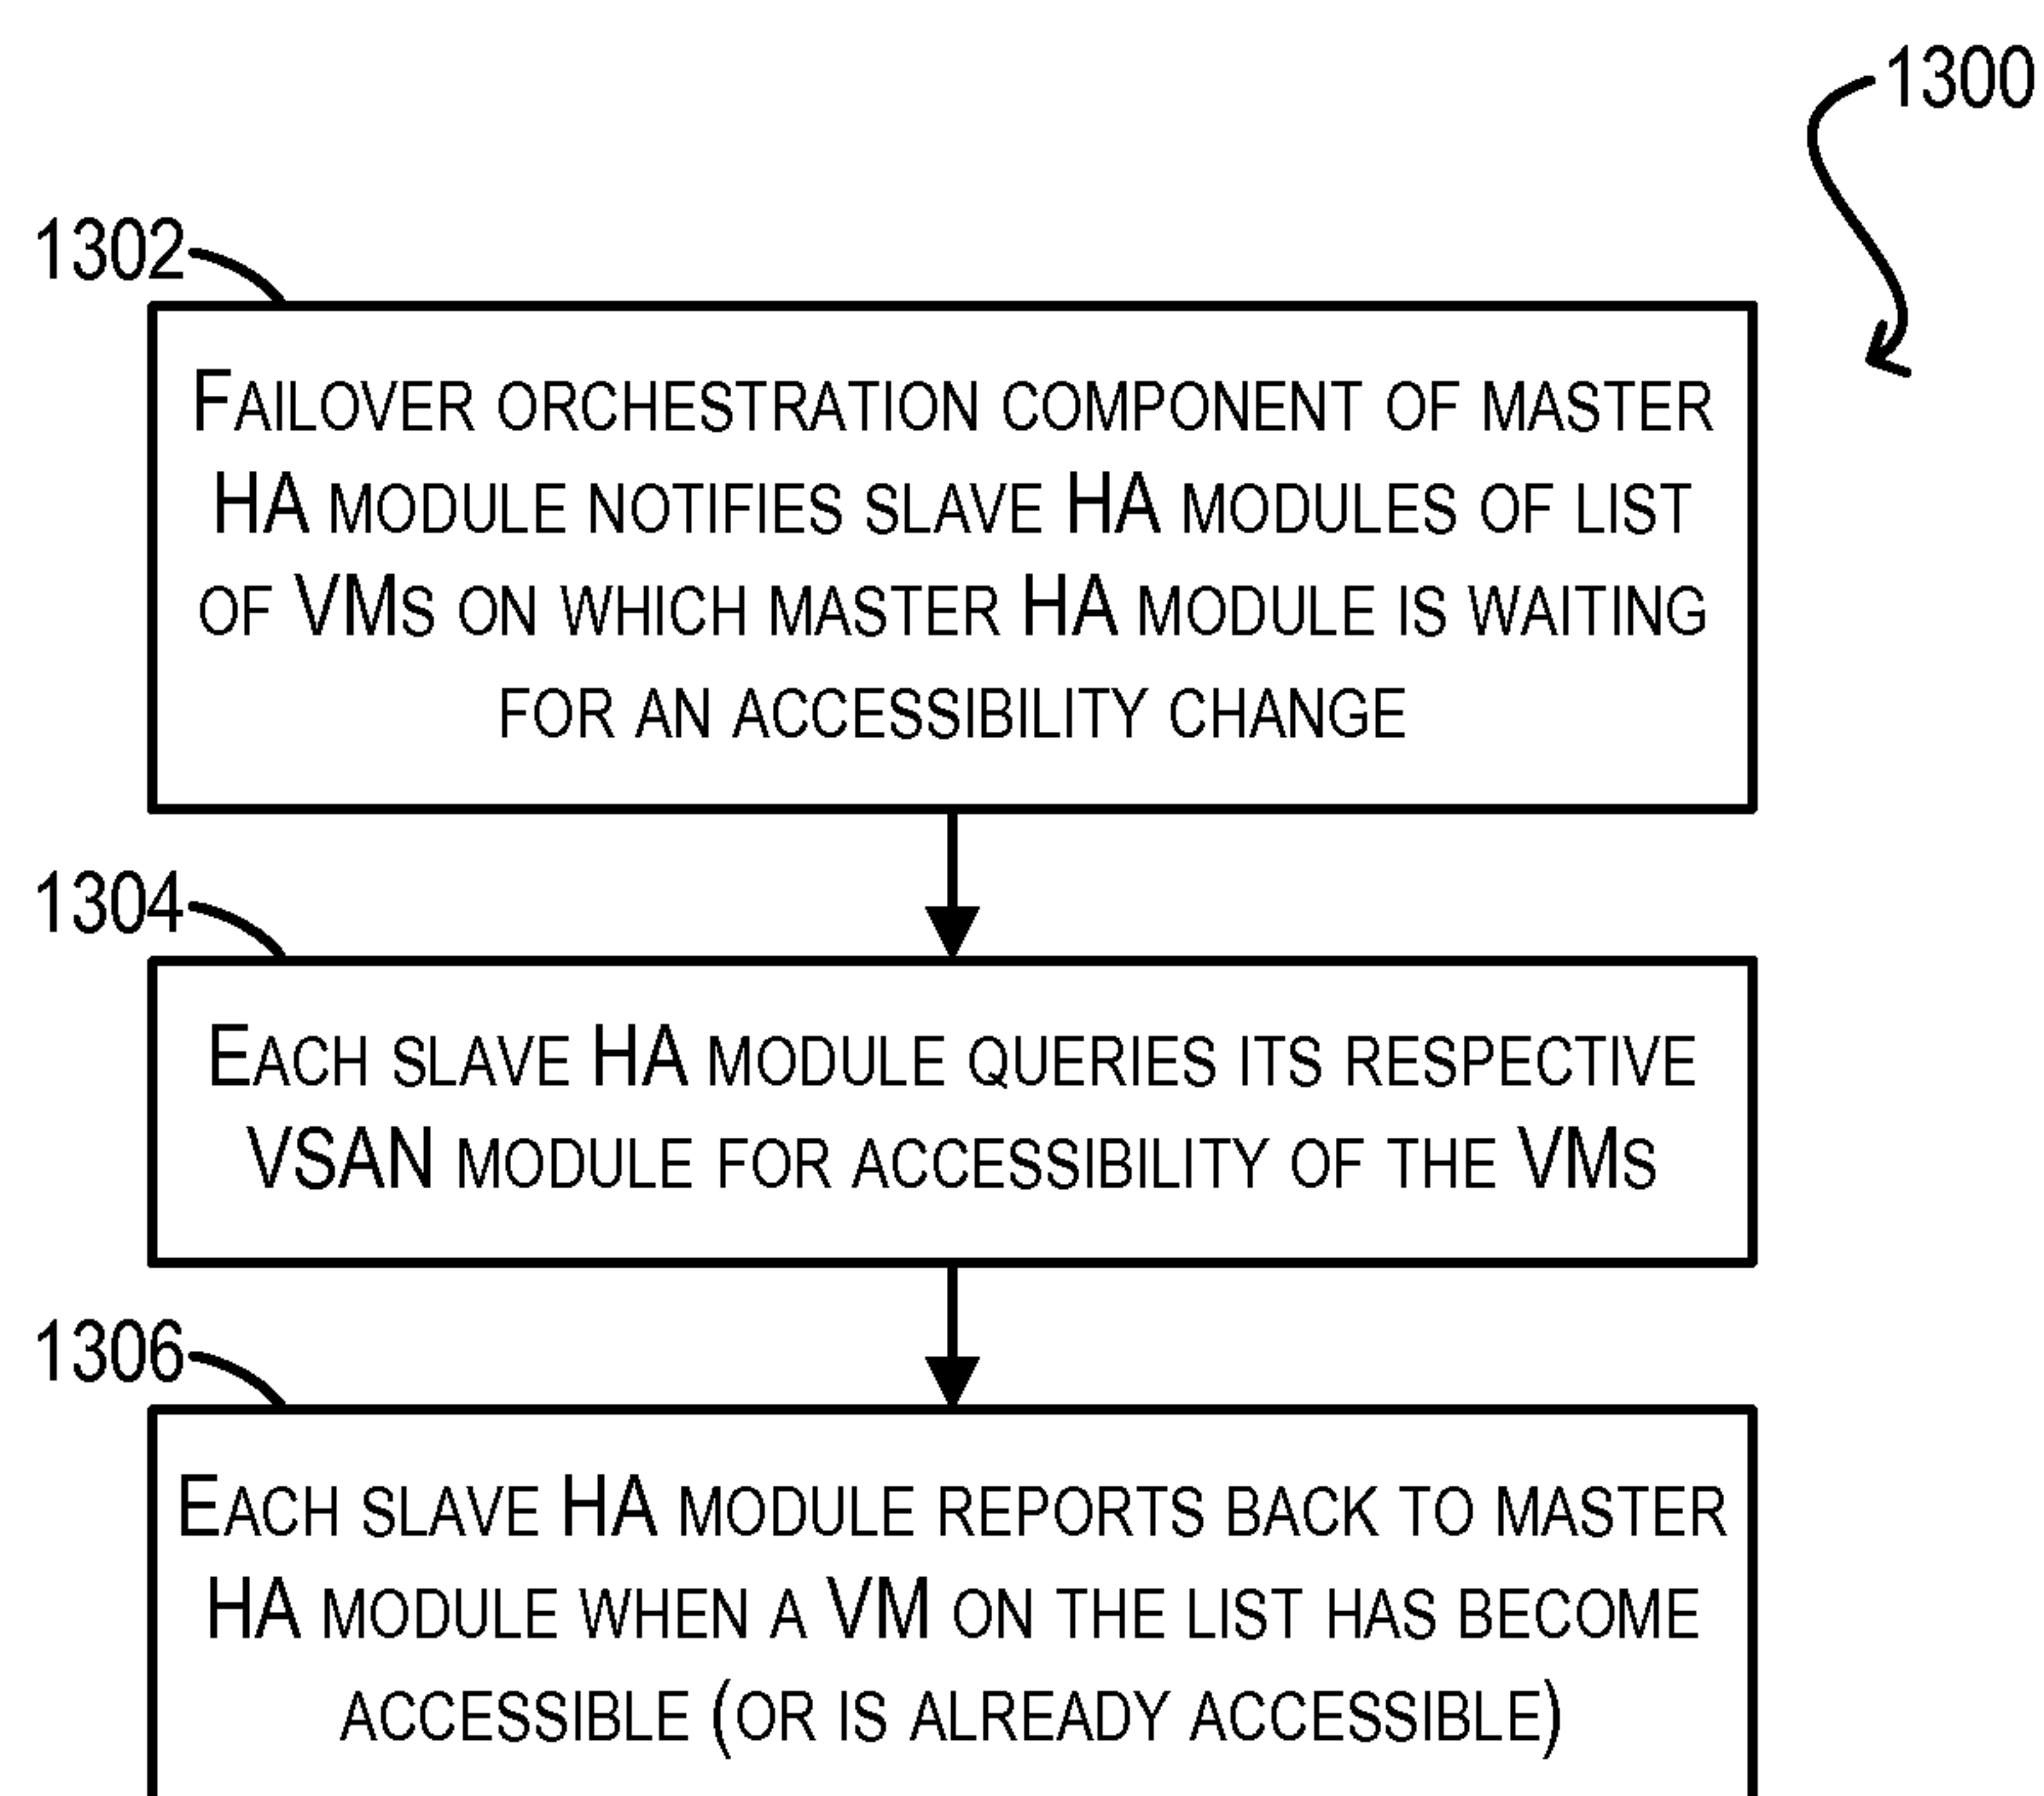 1300
1302
FAILOVER ORCHESTRATION COMPONENT OF MASTER
HA MODULE NOTIFIES SLAVE HA MODULES OF LIST
OF VMS ON WHICH MASTER HA MODULE IS WAITING
FOR AN ACCESSIBILITY CHANGE
1304
EACH SLAVE HA MODULE QUERIES ITS RESPECTIVE
VSAN MODULE FOR ACCESSIBILITY OF THE VMS
1306
EACH SLAVE HA MODULE REPORTS BACK TO MASTER
HA MODULE WHEN A VM ON THE LIST HAS BECOME
ACCESSIBLE (OR IS ALREADY ACCESSIBLE)